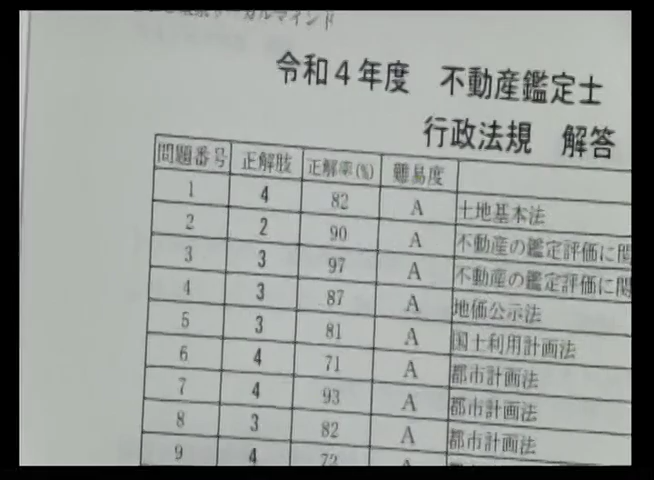 令和4年度 不動産鑑定士
行政法規 解答
問題番号 正解肢 正解率(%) 難易度
1 4 82 A 土地基本法
2 2 90 A 不動産の鑑定評価に関
3 3 97 A 不動産の鑑定評価に関
4 3 87 A 地価公示法
5 3 81 A 国土利用計画法
6 4 71 A 都市計画法
7 4 93 A 都市計画法
8 3 82 A 都市計画法
9 4 72 A